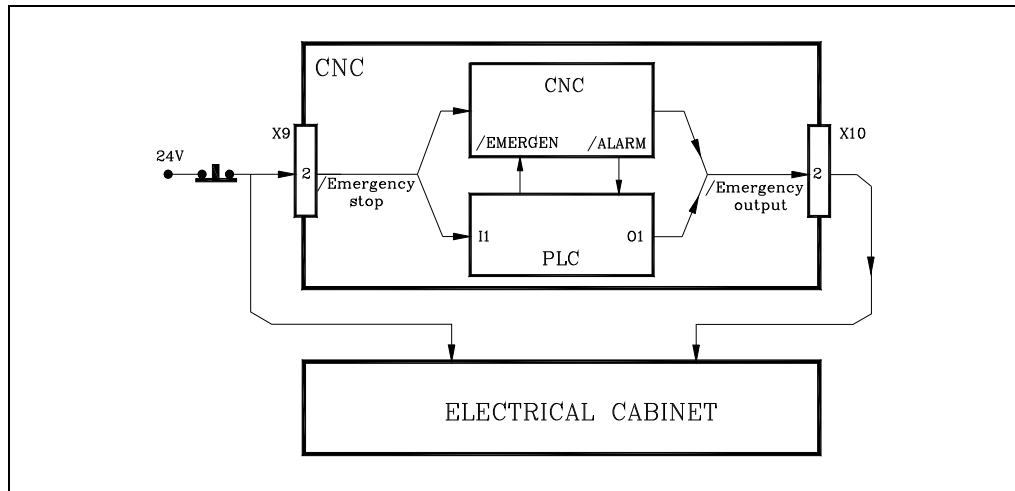 CNC
CNC
X9
X10
/EMERGEN
/ALARM
24V
2
/Emergency
stop
/Emergency
output
2
I1
O1
PLC
ELECTRICAL CABINET